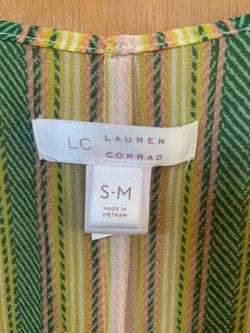 LC LAUREN
CONRAD
S-M
MADE IN
VIETNAM